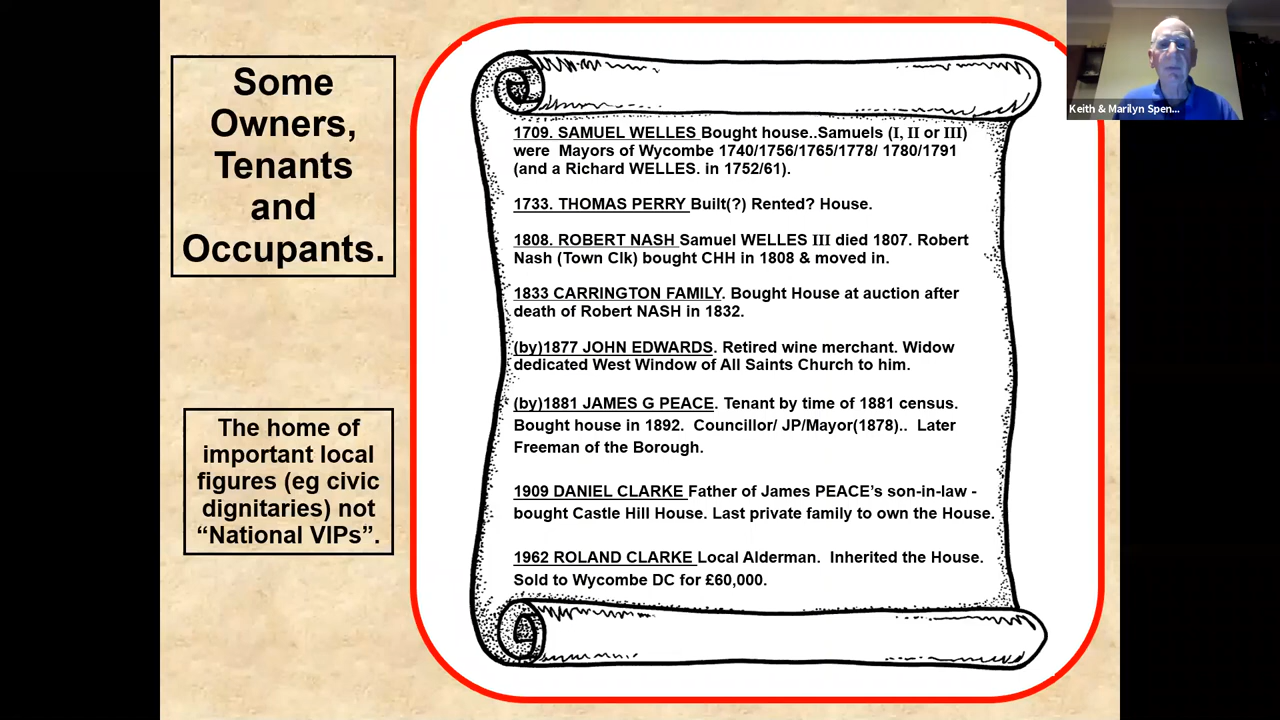 Some
Owners,
Tenants
and
Occupants.
The home of
important local
figures (eg civic
dignitaries) not
“National VIPs”.
1709. SAMUEL WELLES Bought house..Samuels (I, II or III)
were Mayors of Wycombe 1740/1756/1765/1778/ 1780/1791
(and a Richard WELLES. in 1752/61).
1733. THOMAS PERRY Built(?) Rented? House.
1808. ROBERT NASH Samuel WELLES III died 1807. Robert
Nash (Town Clk) bought CHH in 1808 & moved in.
1833 CARRINGTON FAMILY. Bought House at auction after
death of Robert NASH in 1832.
(by)1877 JOHN EDWARDS. Retired wine merchant. Widow
dedicated West Window of All Saints Church to him.
(by)1881 JAMES G PEACE. Tenant by time of 1881 census.
Bought house in 1892. Councillor/ JP/Mayor(1878).. Later
Freeman of the Borough.
1909 DANIEL CLARKE Father of James PEACE’s son-in-law -
bought Castle Hill House. Last private family to own the House.
1962 ROLAND CLARKE Local Alderman. Inherited the House.
Sold to Wycombe DC for £60,000.
Keith & Marilyn Spen...